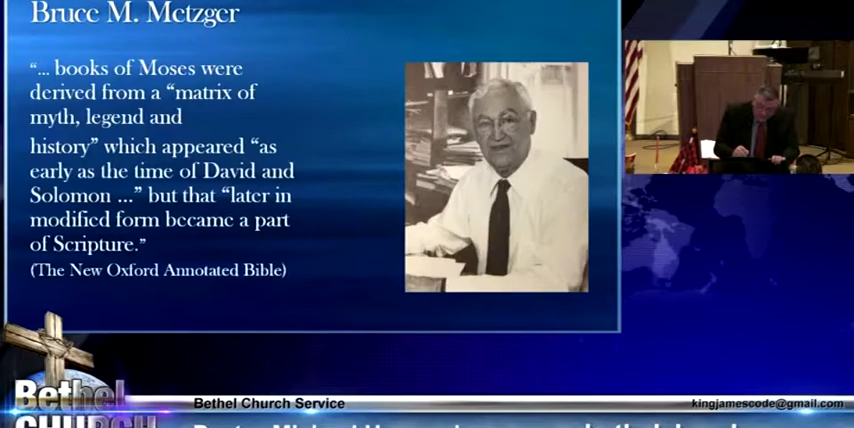 Bruce M. Metzger
“... books of Moses were
derived from a “matrix of
myth, legend and
history” which appeared “as
early as the time of David and
Solomon ...” but that “later in
modified form became a part
of Scripture.”
(The New Oxford Annotated Bible)
Bethel
CHURCH
Bethel Church Service
kingjamescode@gmail.com